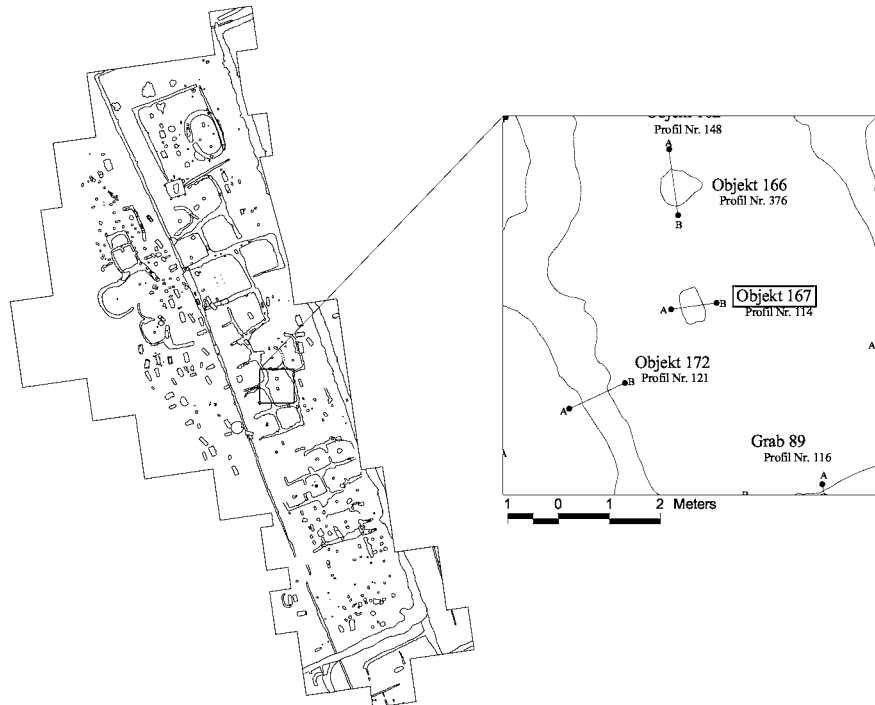 Profil Nr. 148
A
Objekt 166
Profil Nr. 376
B
Objekt 167
A B
Profil Nr. 114
A
Objekt 172
Profil Nr. 121
B
A
Grab 89
Profil Nr. 116
A
A
B
1 0 1 2 Meters